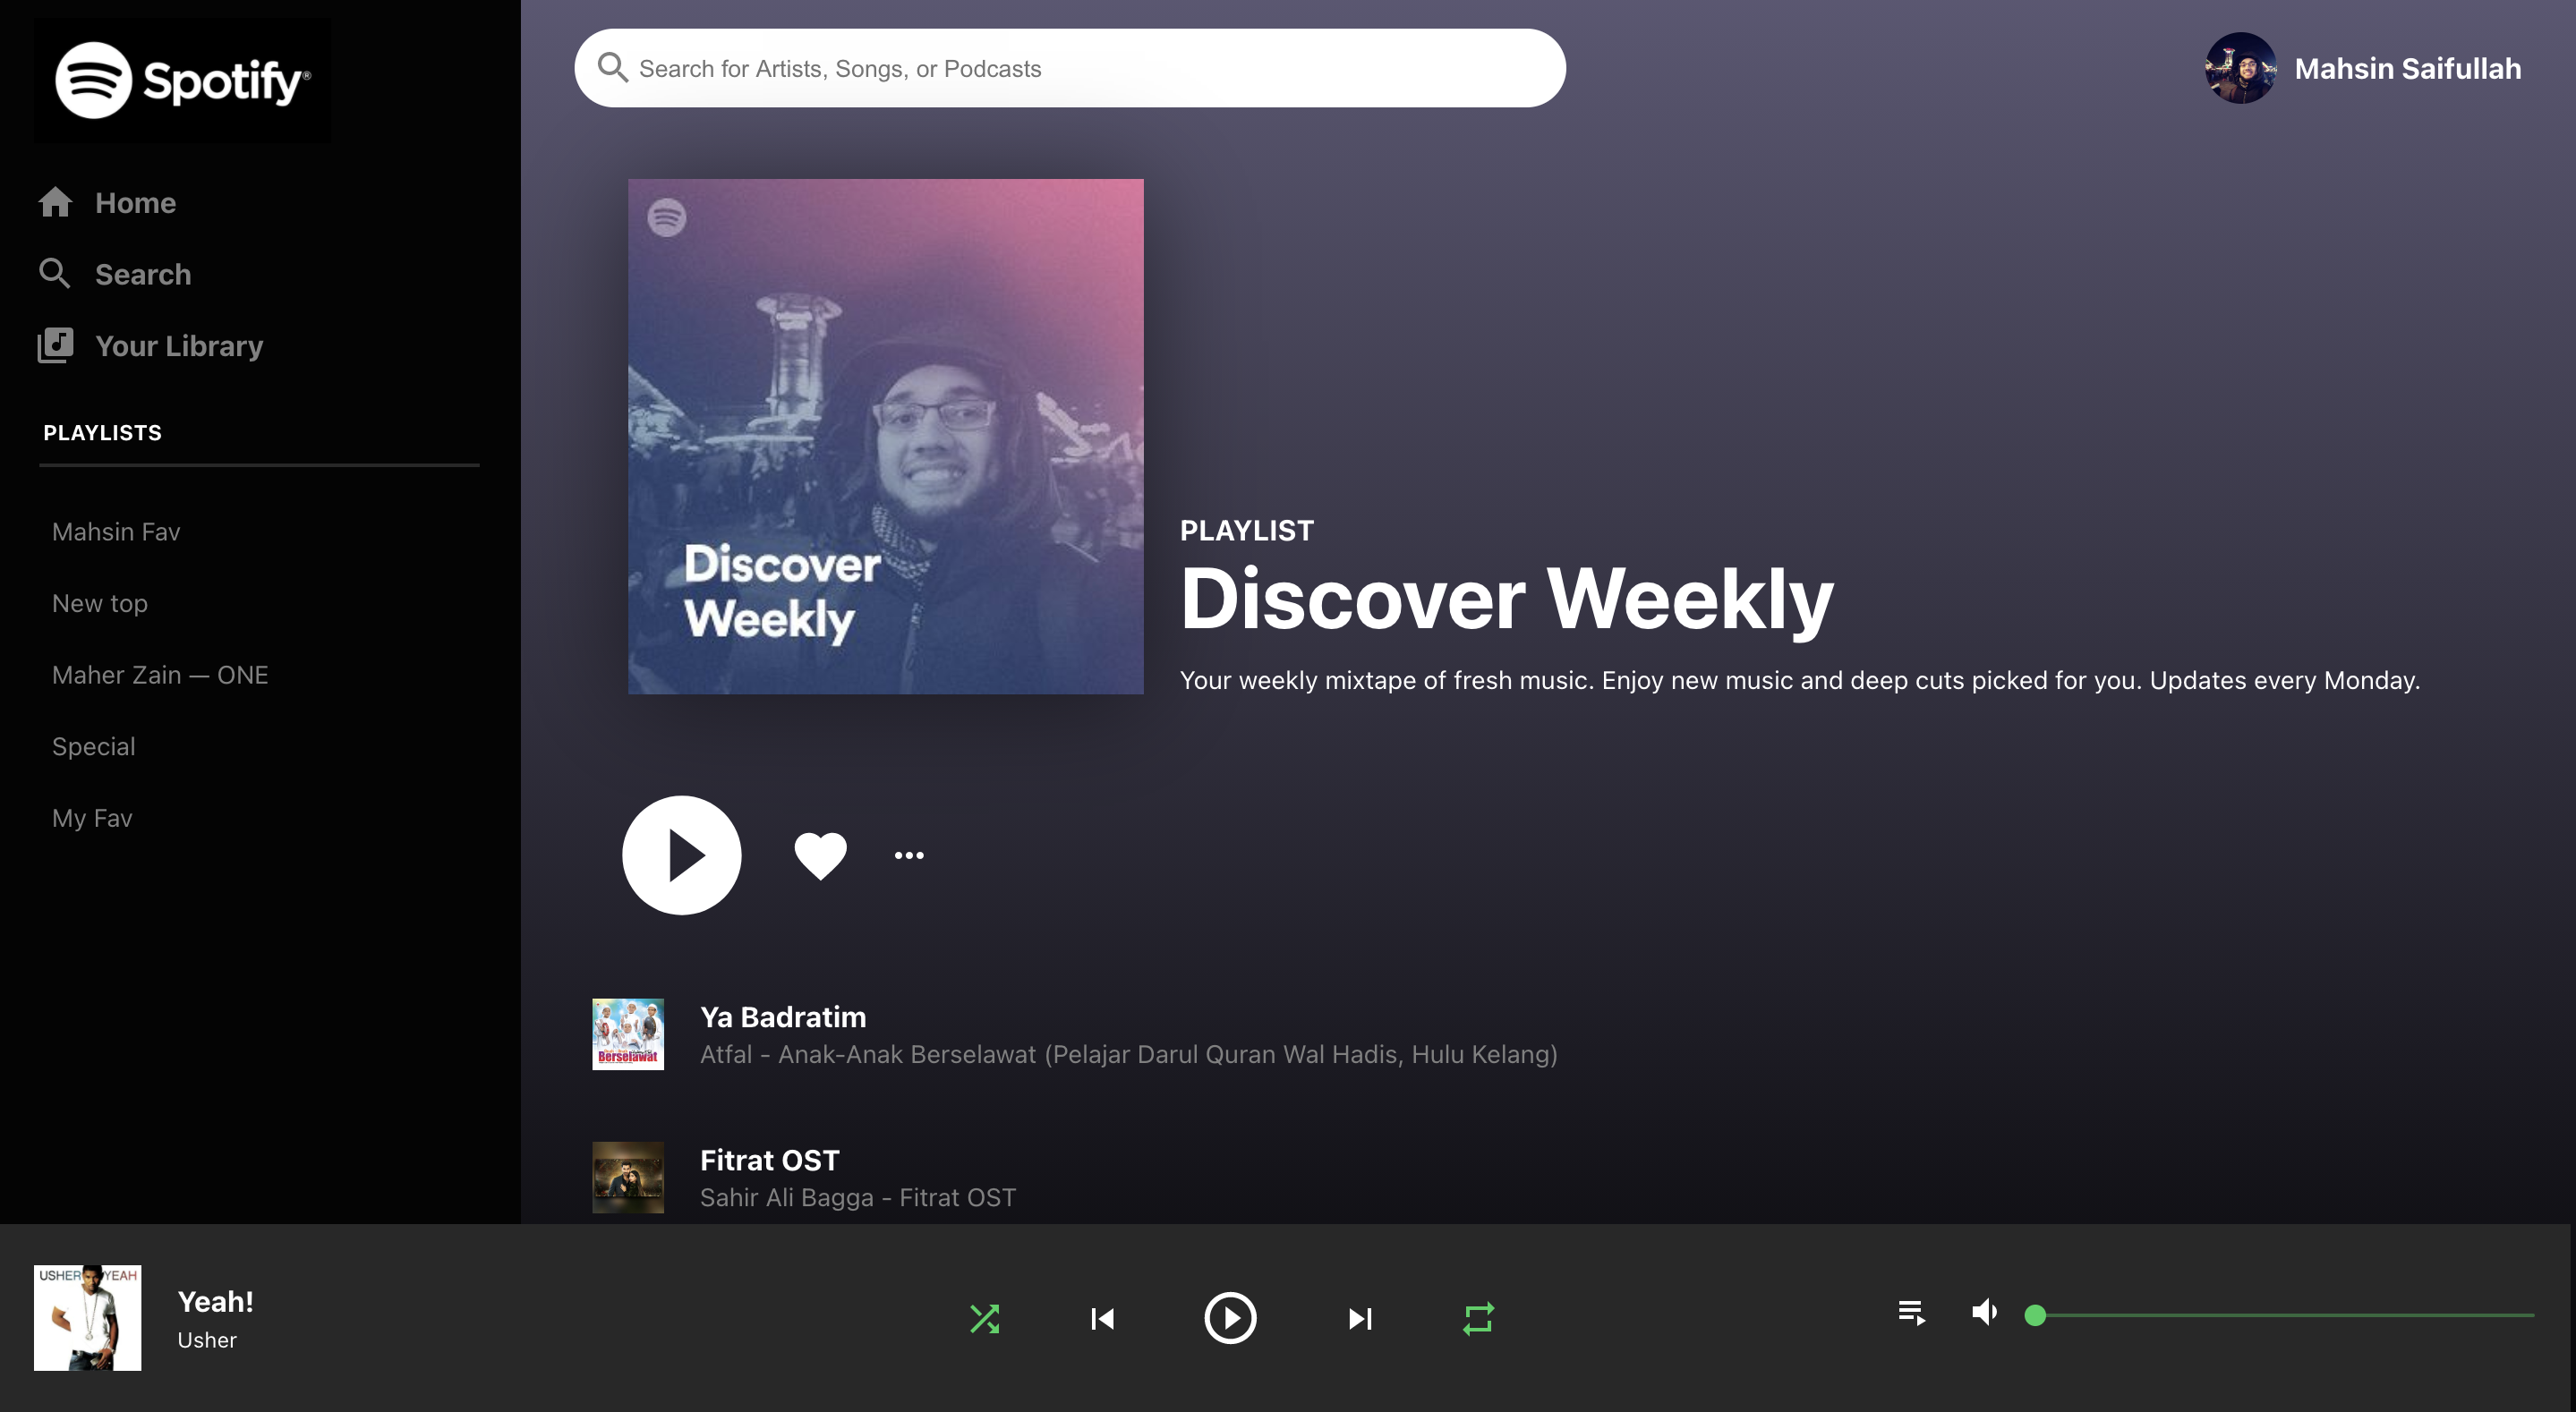 Spotify®
Home
Search
Your Library
PLAYLISTS
Mahsin Fav
New top
Maher Zain — ONE
Special
My Fav
Search for Artists, Songs, or Podcasts
Mahsin Saifullah
Discover
Weekly
PLAYLIST
Discover Weekly
Your weekly mixtape of fresh music. Enjoy new music and deep cuts picked for you. Updates every Monday.
Berselawat
Ya Badratim
Atfal - Anak-Anak Berselawat (Pelajar Darul Quran Wal Hadis, Hulu Kelang)
Fitrat OST
Sahir Ali Bagga - Fitrat OST
USHER YEAH
Yeah!
Usher